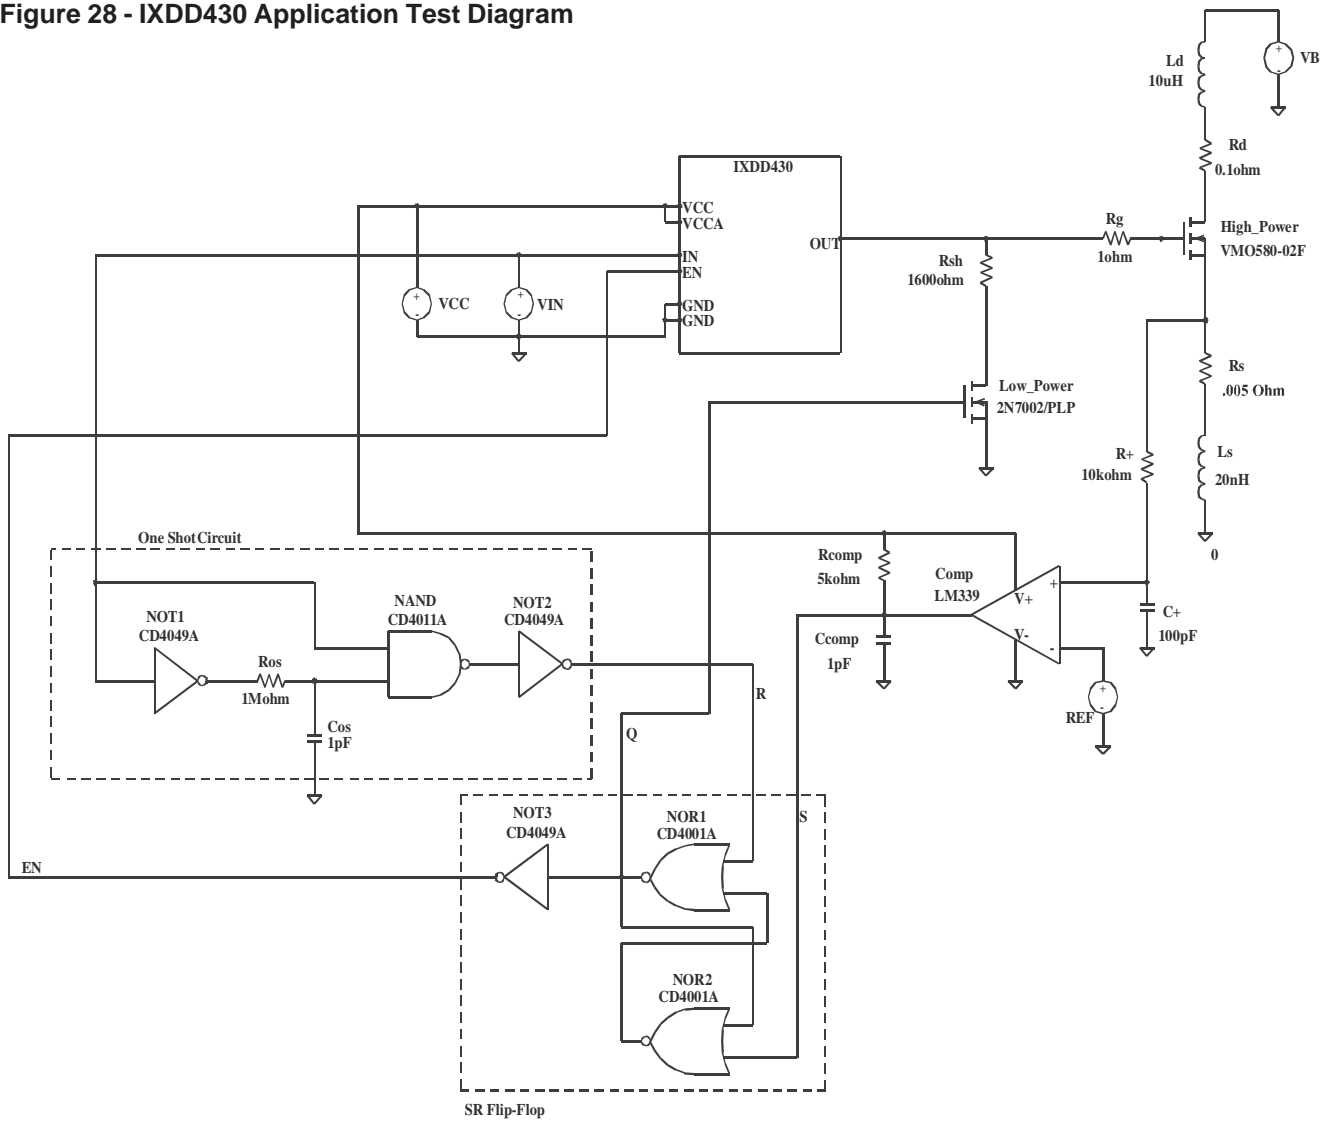 Figure 28 - IXDD430 Application Test Diagram
Ld
10uH
+
-
VB
Rd
0.1ohm
IXDD430
VCC
VCCA
IN
EN
GND
GND
OUT
+
-
VCC
+
-
VIN
Rsh
1600ohm
Rg
1ohm
High_Power
VMO580-02F
Rs
.005 Ohm
Low_Power
2N7002/PLP
R+
10kohm
Ls
20nH
0
One Shot Circuit
NOT1
CD4049A
Ros
1Mohm
Cos
1pF
NAND
CD4011A
NOT2
CD4049A
Rcomp
5kohm
Comp
LM339
V+
V-
+
-
Ccomp
1pF
C+
100pF
+
-
REF
R
Q
S
EN
NOT3
CD4049A
NOR1
CD4001A
NOR2
CD4001A
SR Flip-Flop